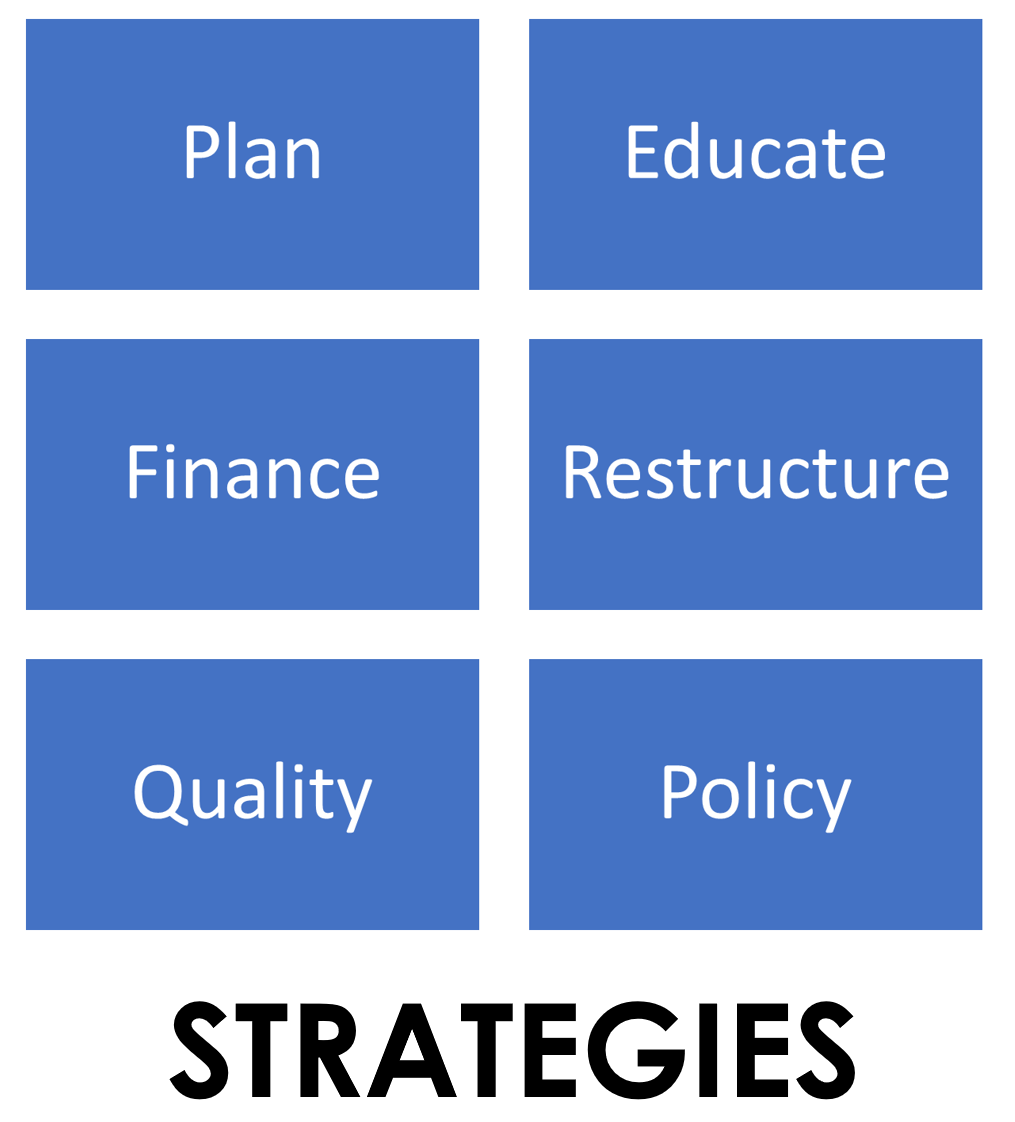 Plan
Educate
Finance
Restructure
Quality
Policy
STRATEGIES